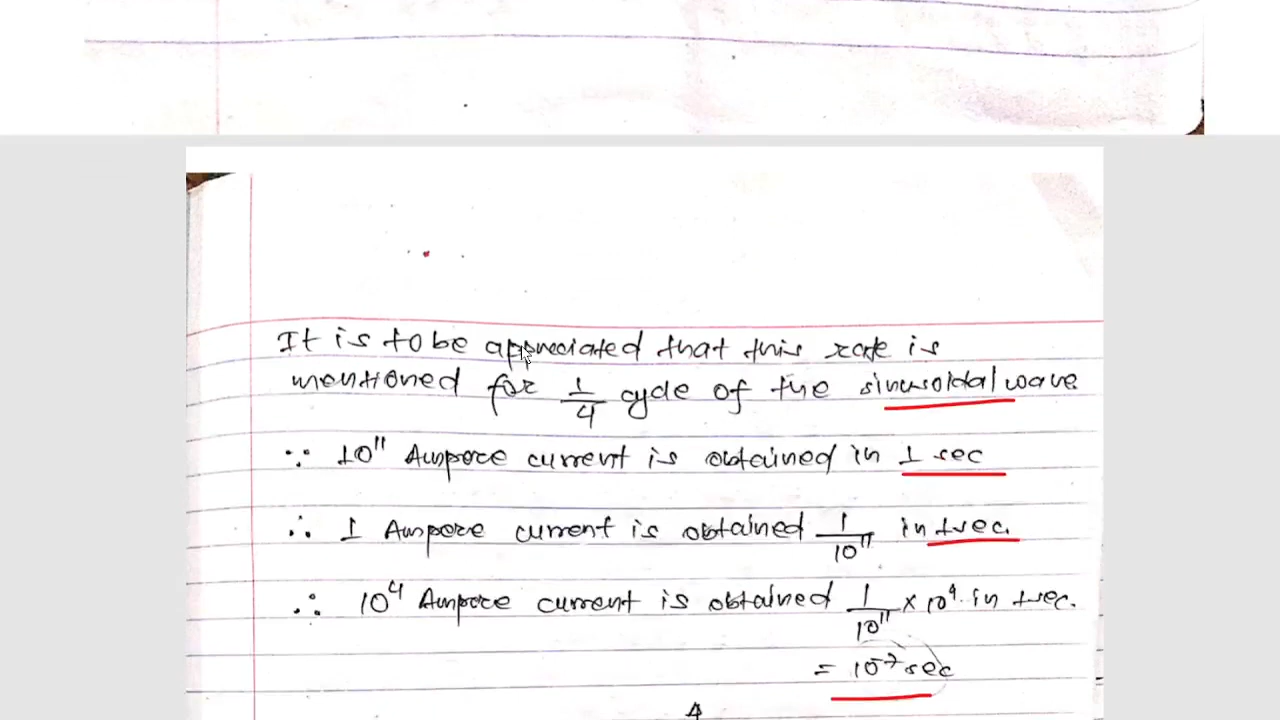 It is to be appreciated that this rate is
mentioned for 1/4 cycle of the sinusoidal wave
∵ 10¹¹ Ampere current is obtained in 1 sec
∴ 1 Ampere current is obtained 1/10¹¹ in 1 sec.
∴ 10⁴ Ampere current is obtained 1/10¹¹ × 10⁴ in 1 sec.
= 10⁻⁷ sec